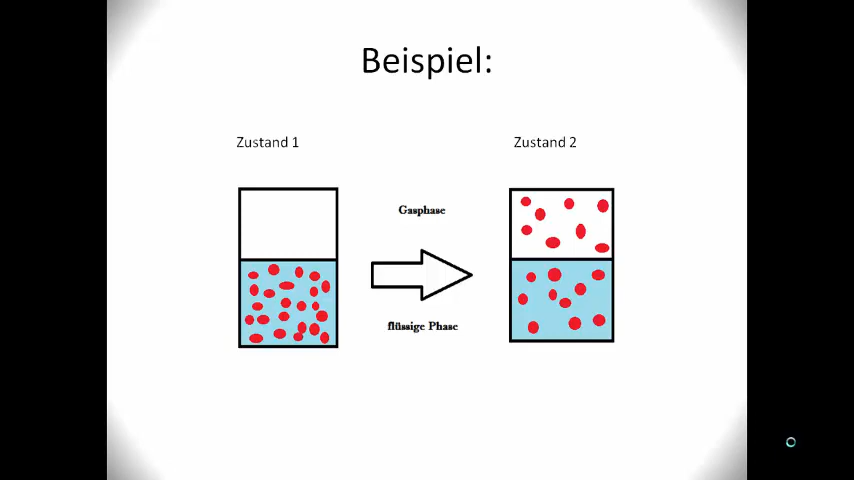 Beispiel:
Zustand 1
Zustand 2
Gasphase
flüssige Phase